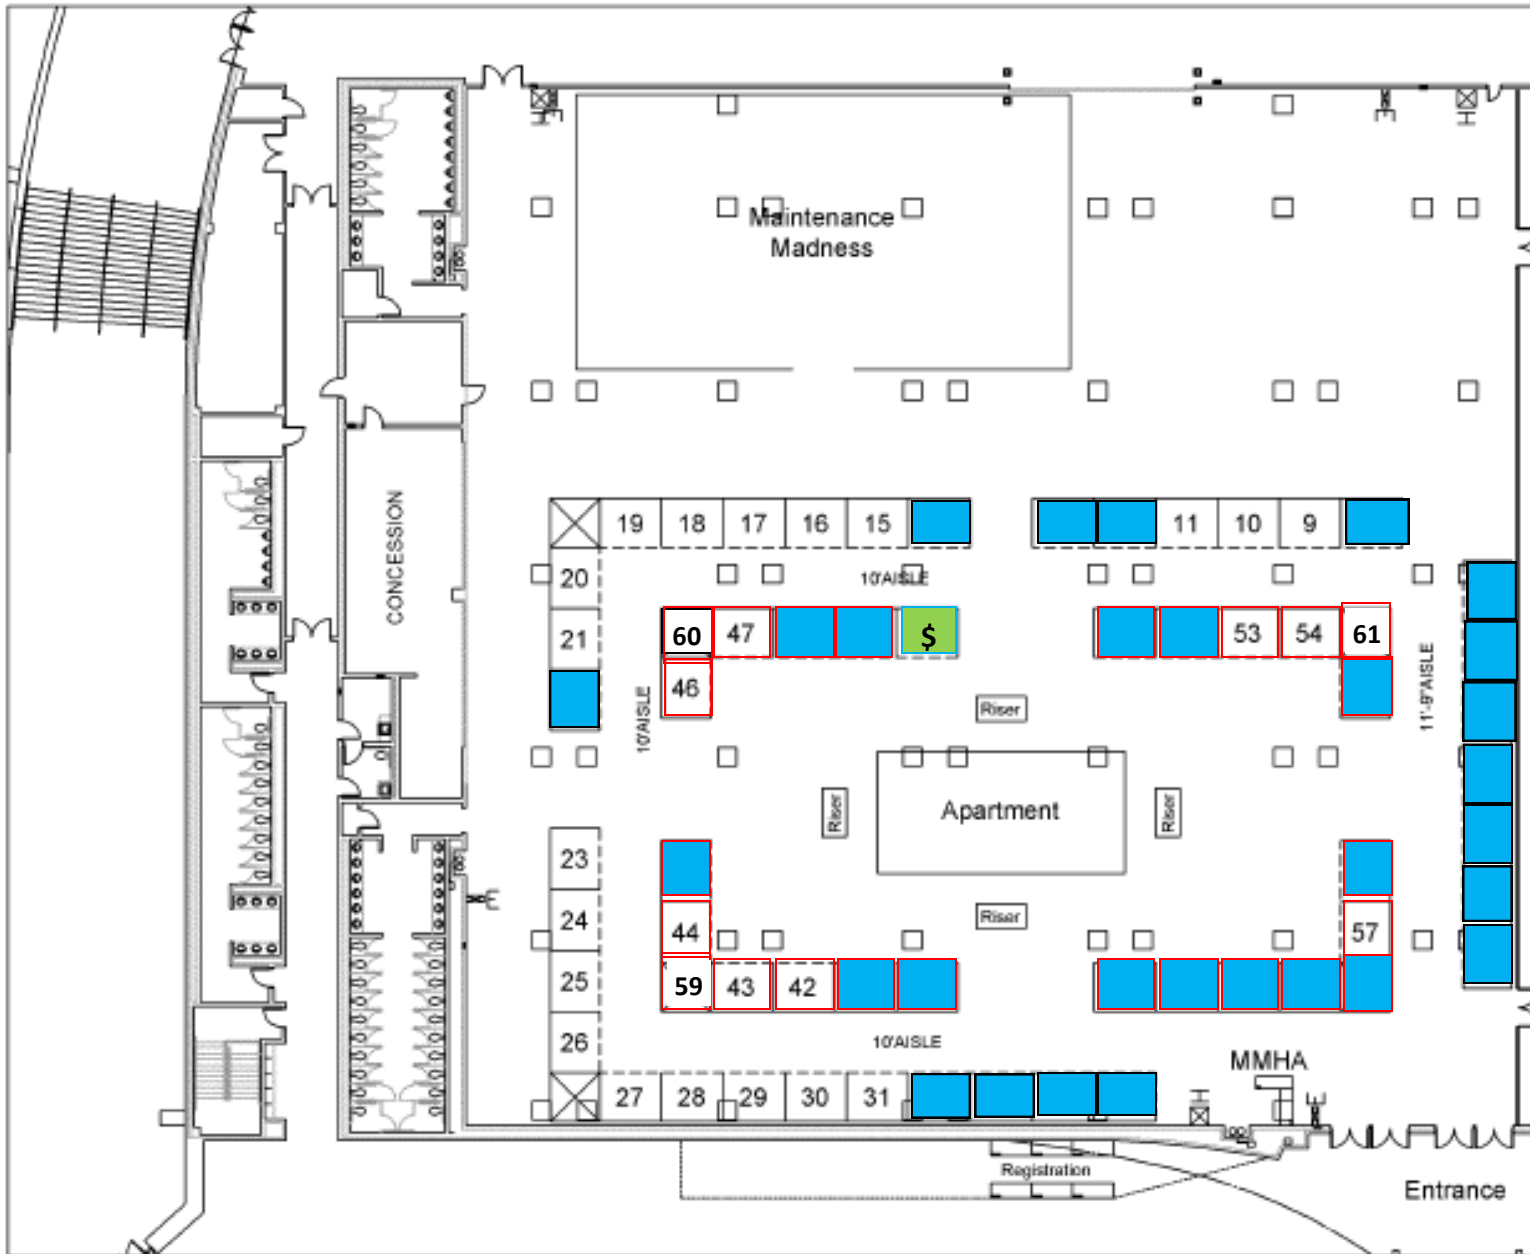 Maintenance
Madness
CONCESSION
19 18 17 16 15 11 10 9
20
10'AISLE
21
60 47 $ 53 54 61
46
10'AISLE
11'-9"AISLE
Riser
Riser
Apartment
Riser
23
24
44
Riser
57
25
59 43 42
26
10'AISLE
MMHA
27 28 29 30 31
Registration
Entrance